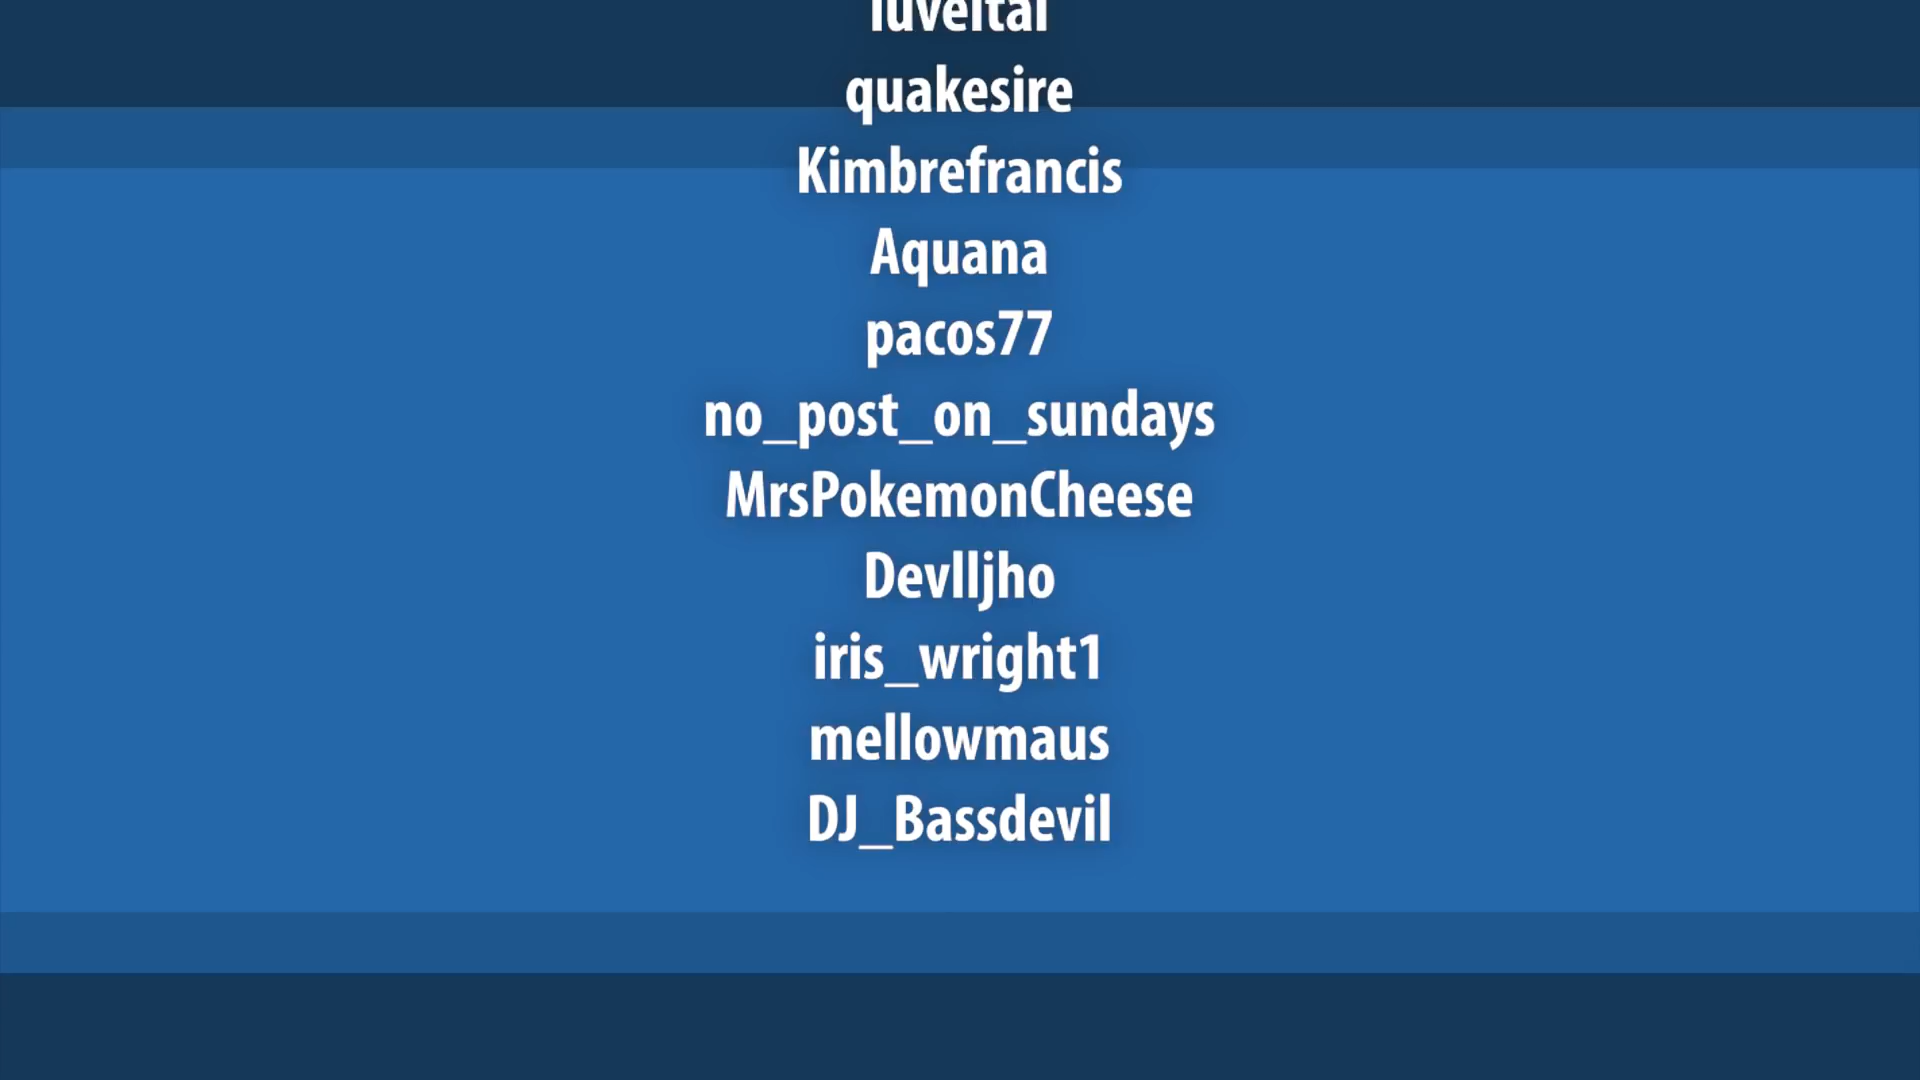 quakesire
Kimbrefrancis
Aquana
pacos77
no_post_on_sundays
MrsPokemonCheese
Devlljho
iris_wright1
mellowmaus
DJ_Bassdevil